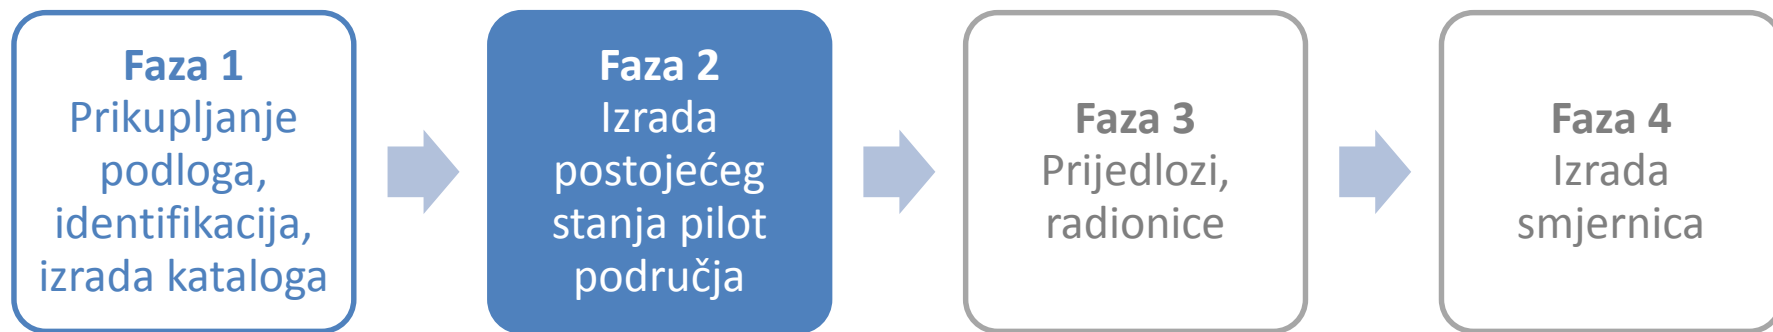 Faza 1
Prikupljanje
podloga,
identifikacija,
izrada kataloga
Faza 2
Izrada
postojećeg
stanja pilot
područja
Faza 3
Prijedlozi,
radionice
Faza 4
Izrada
smjernica